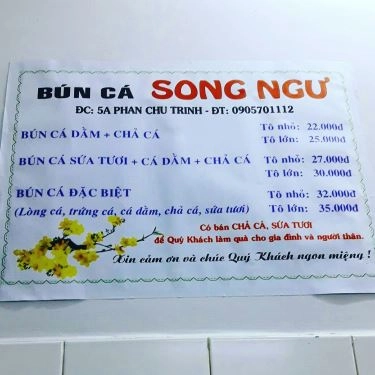 BÚN CÁ SONG NGƯ
ĐC: 5A PHAN CHU TRINH - ĐT: 0905701112
BÚN CÁ DẦM + CHẢ CÁ Tô nhỏ: 22.000đ
Tô lớn: 25.000đ
BÚN CÁ SỨA TƯƠI + CÁ DẦM + CHẢ CÁ Tô nhỏ: 27.000đ
Tô lớn: 30.000đ
BÚN CÁ ĐẶC BIỆT Tô nhỏ: 32.000đ
(Lòng cá, trứng cá, cá dầm, chả cá, sứa tươi) Tô lớn: 35.000đ
Có bán CHẢ CÁ, SỨA TƯƠI
để Quý Khách làm quà cho gia đình và người thân.
Xin cảm ơn và chúc Quý Khách ngon miệng !